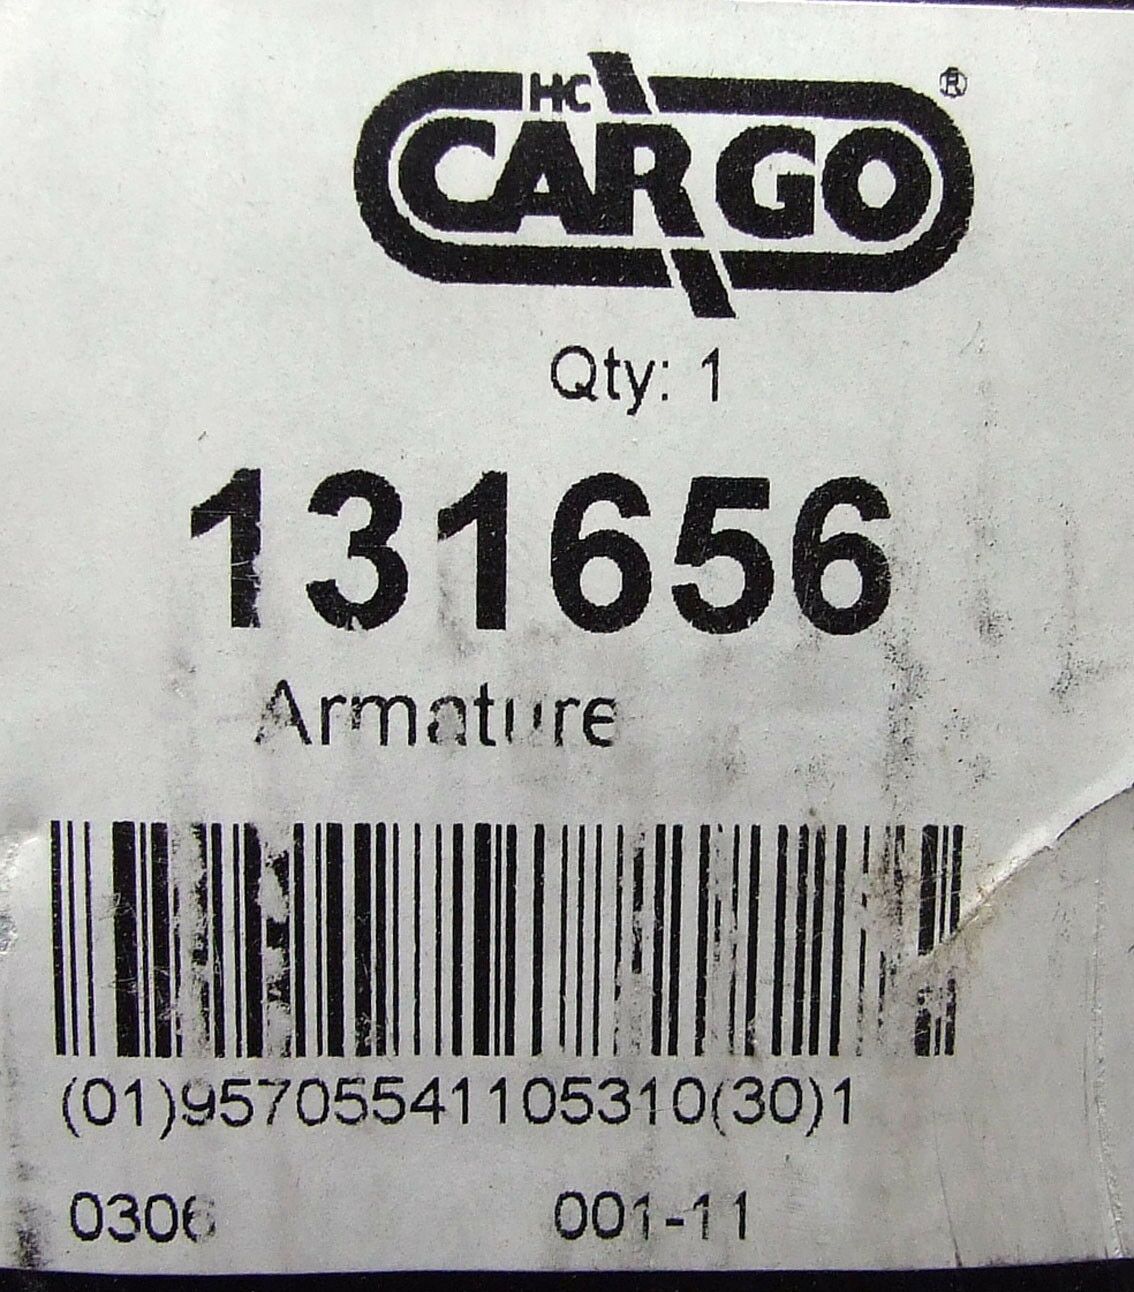 HC
CARGO®
Qty: 1
131656
Armature
(01)95705541105310(30)1
0306
001-11